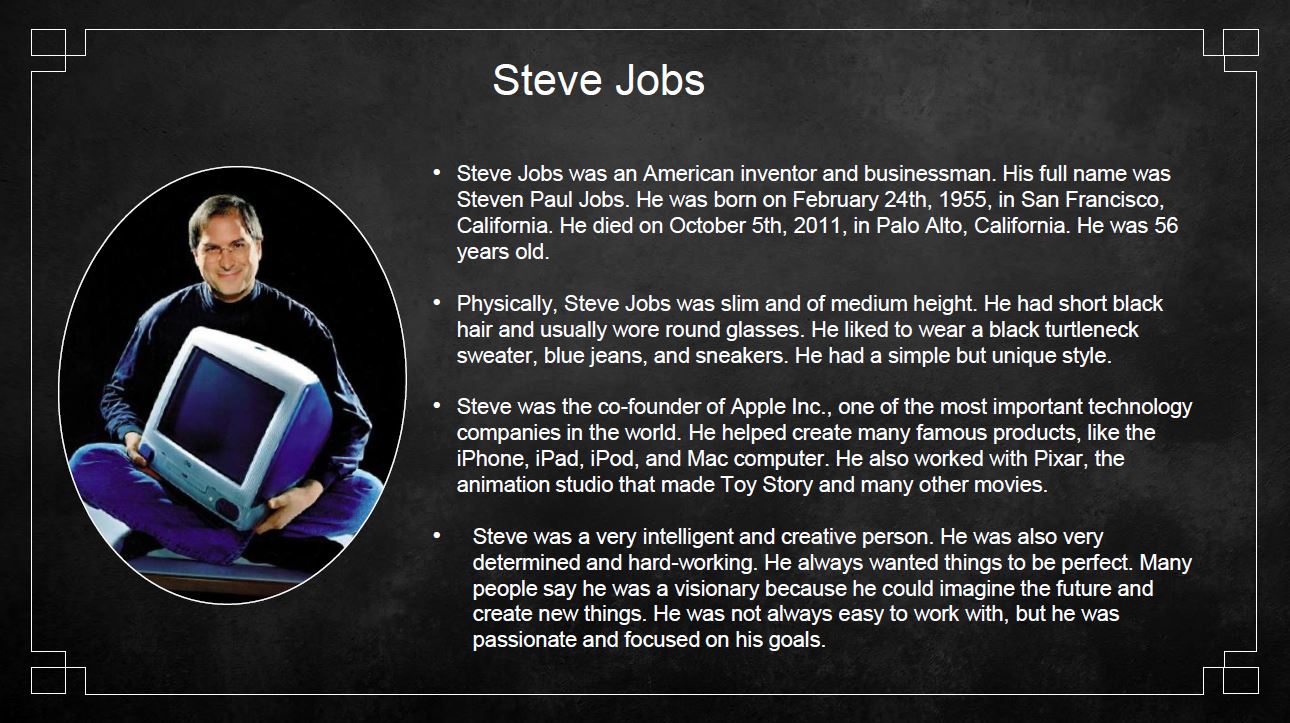 Steve Jobs
• Steve Jobs was an American inventor and businessman. His full name was
Steven Paul Jobs. He was born on February 24th, 1955, in San Francisco,
California. He died on October 5th, 2011, in Palo Alto, California. He was 56
years old.
• Physically, Steve Jobs was slim and of medium height. He had short black
hair and usually wore round glasses. He liked to wear a black turtleneck
sweater, blue jeans, and sneakers. He had a simple but unique style.
• Steve was the co-founder of Apple Inc., one of the most important technology
companies in the world. He helped create many famous products, like the
iPhone, iPad, iPod, and Mac computer. He also worked with Pixar, the
animation studio that made Toy Story and many other movies.
• Steve was a very intelligent and creative person. He was also very
determined and hard-working. He always wanted things to be perfect. Many
people say he was a visionary because he could imagine the future and
create new things. He was not always easy to work with, but he was
passionate and focused on his goals.